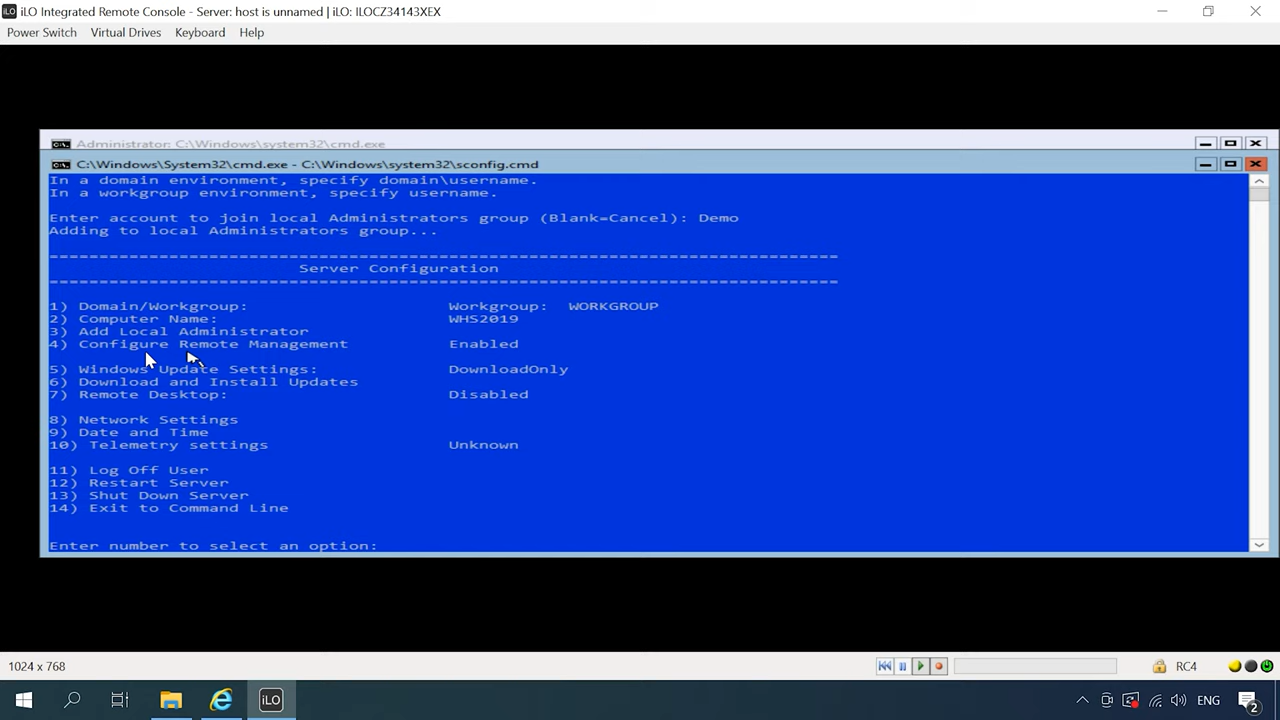 iLO Integrated Remote Console - Server: host is unnamed | iLO: ILOCZ34143XEX
Power Switch Virtual Drives Keyboard Help
Administrator: C:\Windows\system32\cmd.exe
C:\Windows\System32\cmd.exe - C:\Windows\system32\sconfig.cmd
In a domain environment, specify domain\username.
In a workgroup environment, specify username.
Enter account to join local Administrators group (Blank=Cancel): Demo
Adding to local Administrators group...
===============================================================================
Server Configuration
===============================================================================
1) Domain/Workgroup: Workgroup: WORKGROUP
2) Computer Name: WHS2019
3) Add Local Administrator
4) Configure Remote Management Enabled
5) Windows Update Settings: DownloadOnly
6) Download and Install Updates
7) Remote Desktop: Disabled
8) Network Settings
9) Date and Time
10) Telemetry settings Unknown
11) Log Off User
12) Restart Server
13) Shut Down Server
14) Exit to Command Line
Enter number to select an option:
1024 x 768 RC4
iLO ENG 2